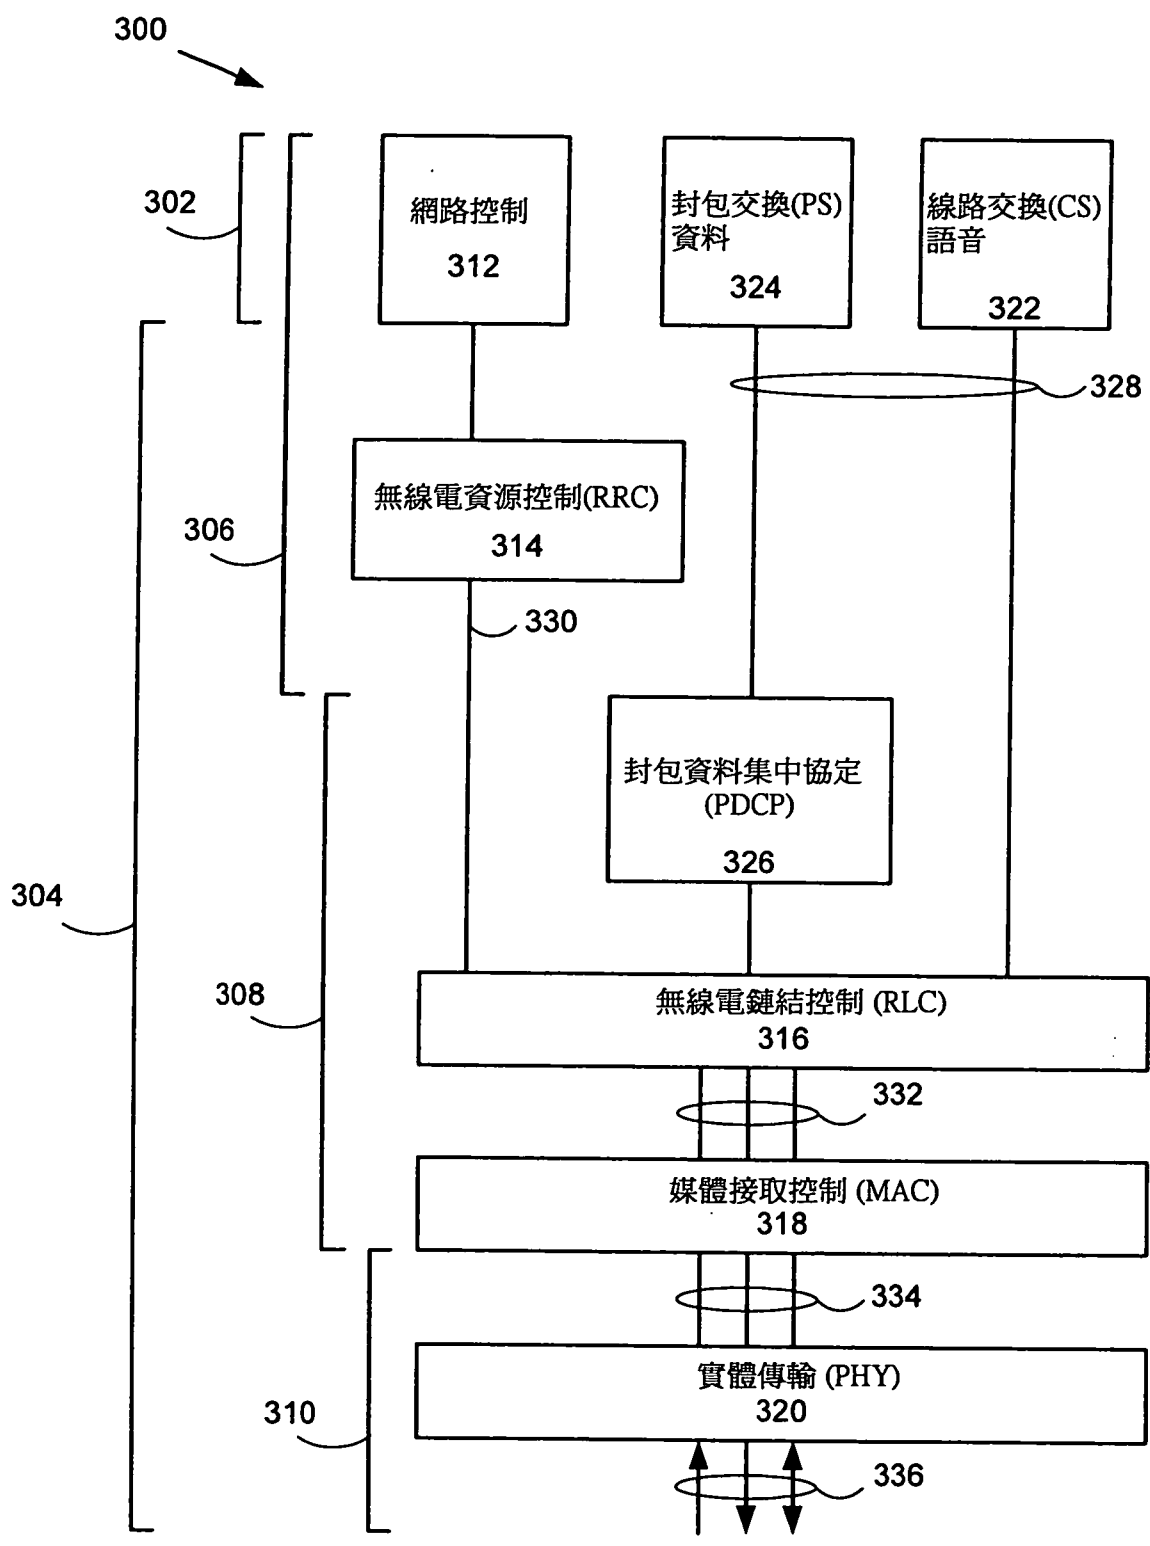 300
302
網路控制
312
封包交換(PS)
資料
324
線路交換(CS)
語音
322
328
無線電資源控制(RRC)
314
306
330
封包資料集中協定
(PDCP)
326
304
308
無線電鏈結控制 (RLC)
316
332
媒體接取控制 (MAC)
318
334
實體傳輸 (PHY)
320
310
336